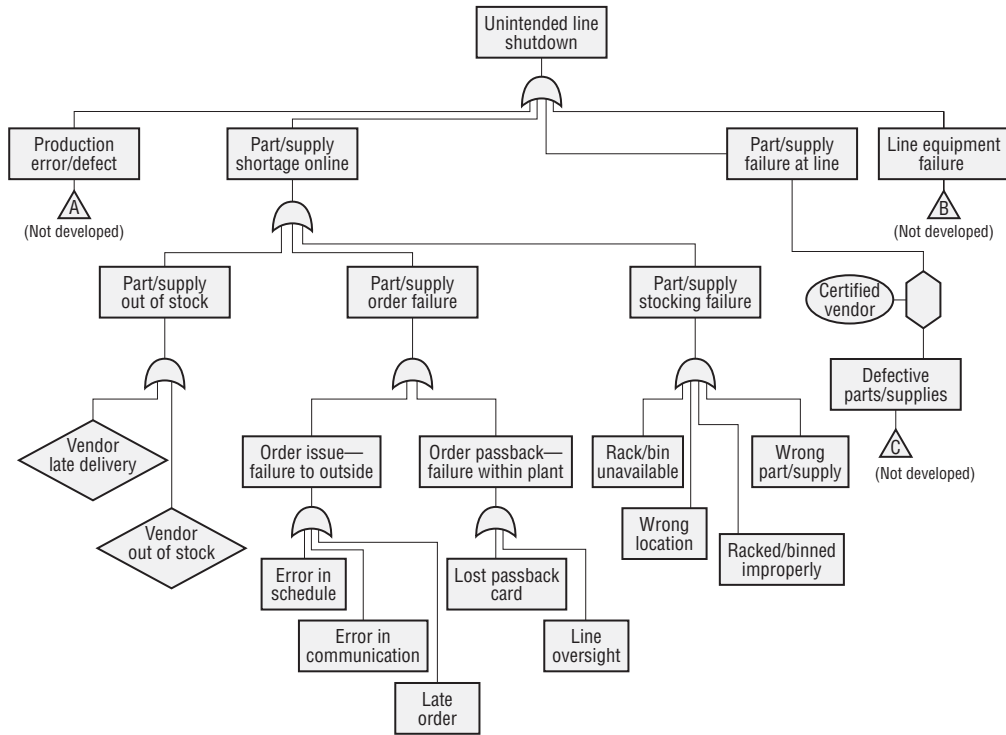 Unintended line
shutdown
Production
error/defect
Part/supply
shortage online
Part/supply
failure at line
Line equipment
failure
A
(Not developed)
B
(Not developed)
Part/supply
out of stock
Part/supply
order failure
Part/supply
stocking failure
Certified
vendor
Defective
parts/supplies
C
(Not developed)
Vendor
late delivery
Order issue—
failure to outside
Order passback—
failure within plant
Rack/bin
unavailable
Wrong
part/supply
Vendor
out of stock
Wrong
location
Racked/binned
improperly
Error in
schedule
Lost passback
card
Error in
communication
Line
oversight
Late
order